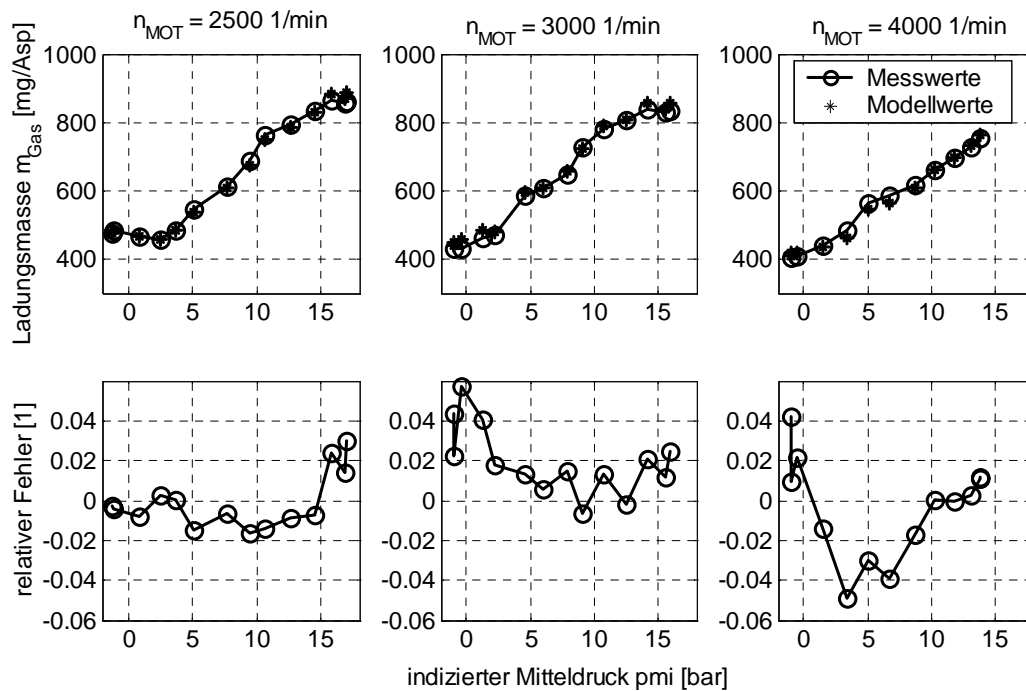 n_MOT = 2500 1/min
n_MOT = 3000 1/min
n_MOT = 4000 1/min
Ladungsmasse m_Gas [mg/Asp]
1000
800
600
400
0 5 10 15
1000
800
600
400
0 5 10 15
1000
800
600
400
0 5 10 15
Messwerte
Modellwerte
relativer Fehler [1]
0.04
0.02
0
-0.02
-0.04
-0.06
0 5 10 15
0.04
0.02
0
-0.02
-0.04
-0.06
0 5 10 15
0.04
0.02
0
-0.02
-0.04
-0.06
0 5 10 15
indizierter Mitteldruck pmi [bar]